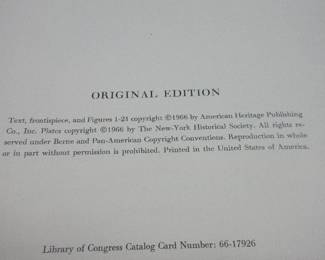 ORIGINAL EDITION
Text, frontispiece, and Figures 1-21 copyright ©1966 by American Heritage Publishing
Co., Inc. Plates copyright ©1966 by The New-York Historical Society. All rights re-
served under Berne and Pan-American Copyright Conventions. Reproduction in whole
or in part without permission is prohibited. Printed in the United States of America.
Library of Congress Catalog Card Number: 66-17926